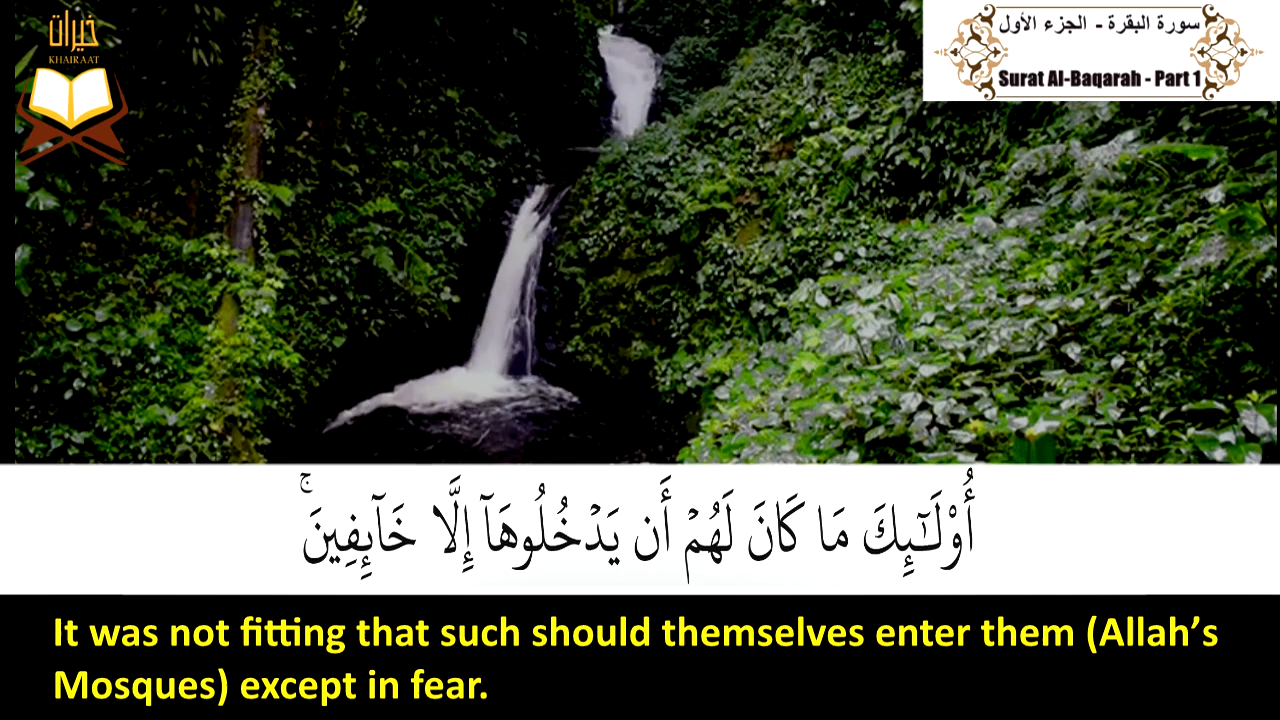 خيرات
KHAIRAAT
سورة البقرة - الجزء الأول
Surat Al-Baqarah - Part 1
أُوْلَـٰٓئِكَ مَا كَانَ لَهُمۡ أَن يَدۡخُلُوهَآ إِلَّا خَآئِفِينَۚ
It was not fitting that such should themselves enter them (Allah’s
Mosques) except in fear.